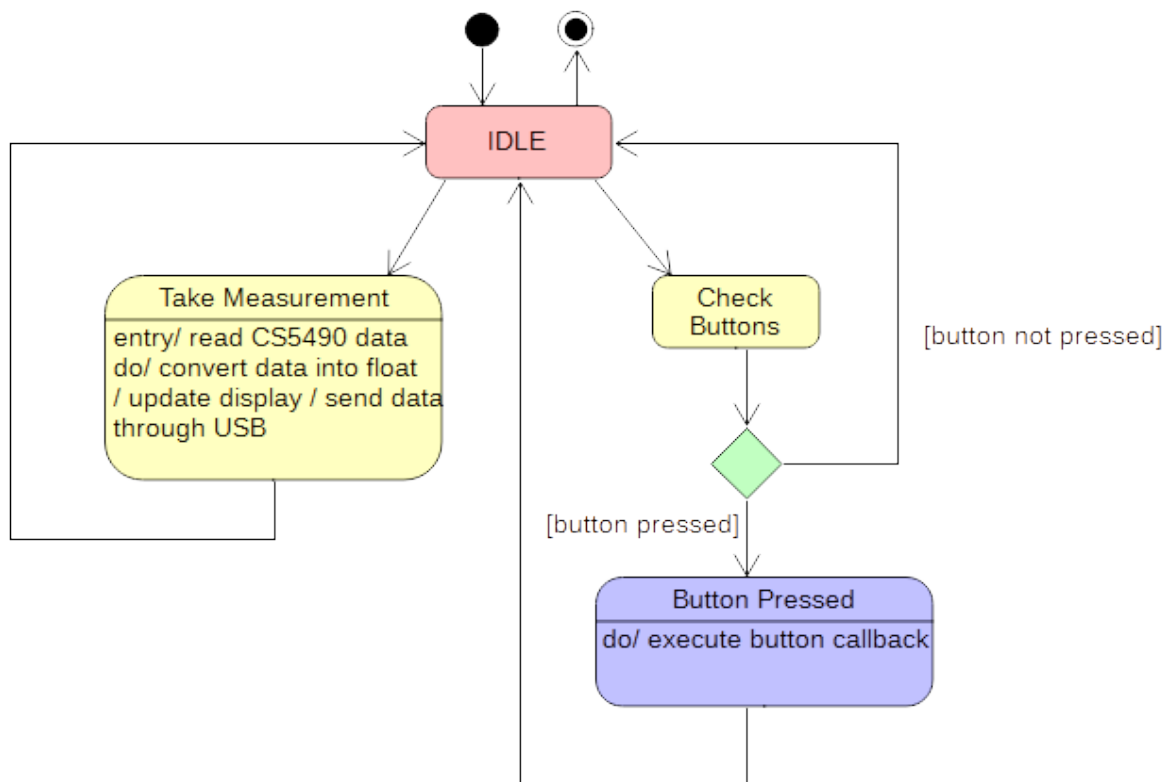 IDLE
Take Measurement
entry/ read CS5490 data
do/ convert data into float
/ update display / send data
through USB
Check
Buttons
[button not pressed]
[button pressed]
Button Pressed
do/ execute button callback